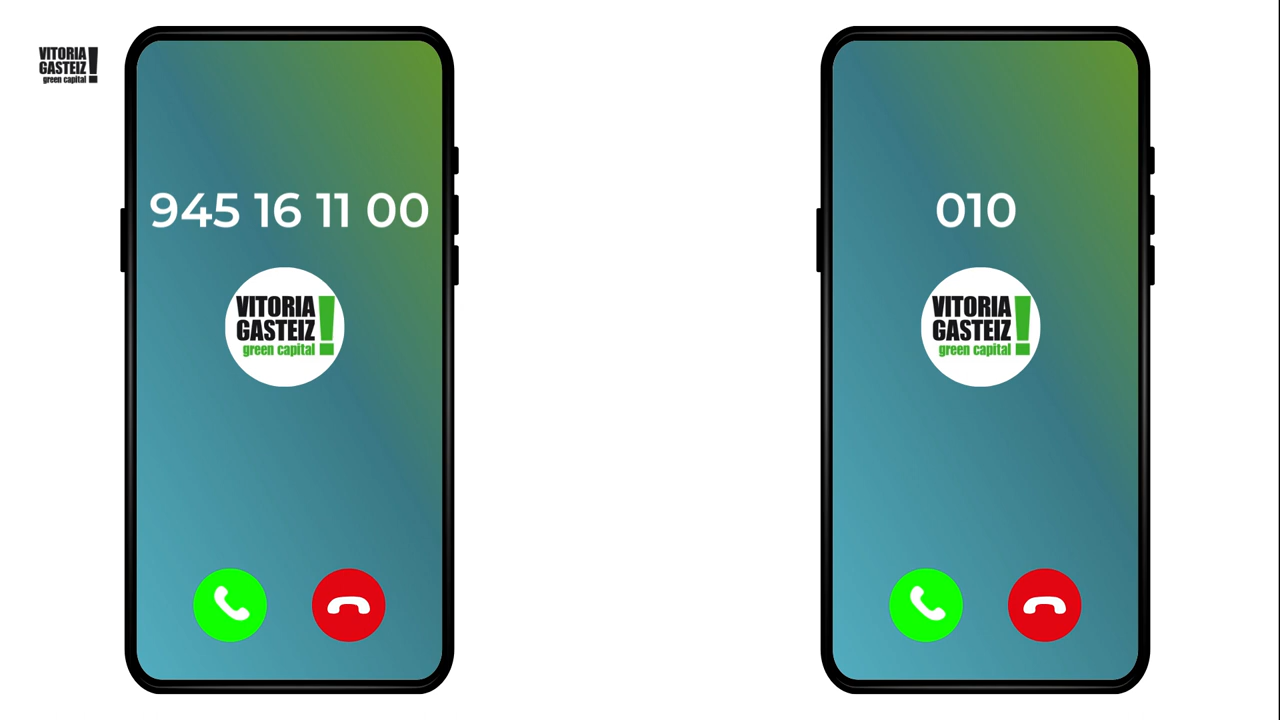 VITORIA
GASTEIZ!
green capital
945 16 11 00
VITORIA
GASTEIZ!
green capital
010
VITORIA
GASTEIZ!
green capital